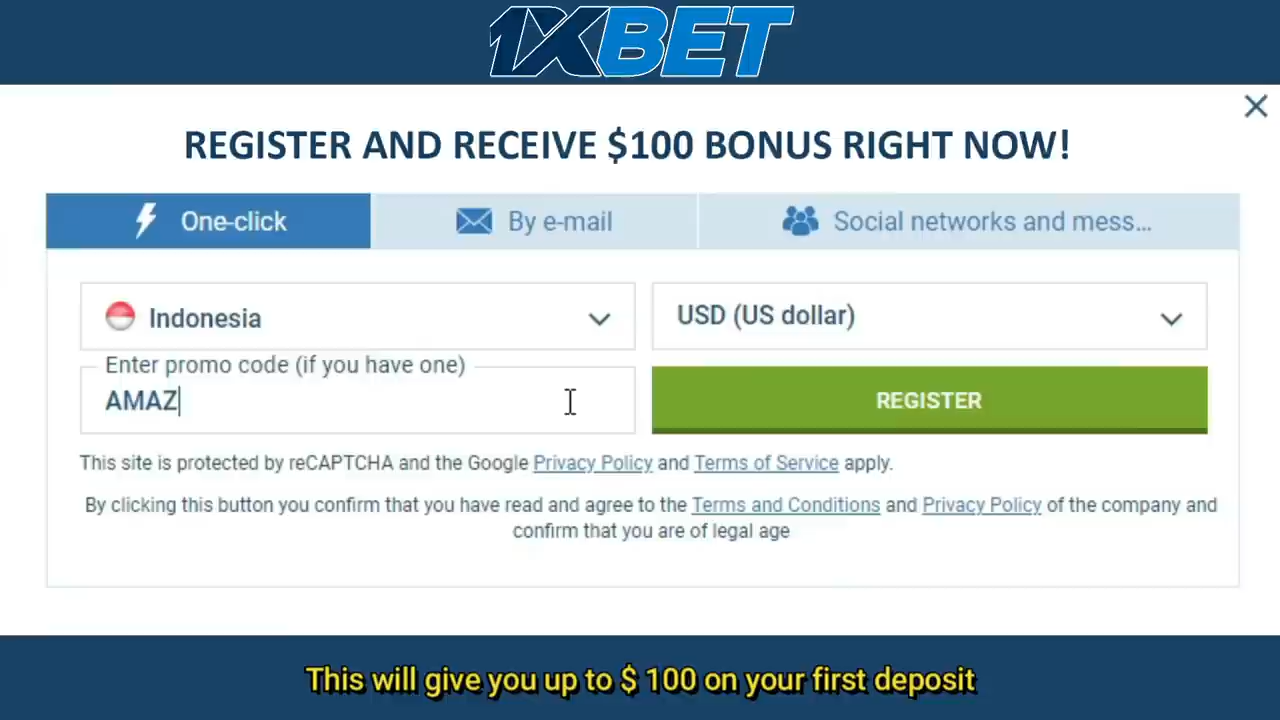 1XBET
REGISTER AND RECEIVE $100 BONUS RIGHT NOW!
One-click
By e-mail
Social networks and mess...
Indonesia
USD (US dollar)
Enter promo code (if you have one)
AMAZ
REGISTER
This site is protected by reCAPTCHA and the Google Privacy Policy and Terms of Service apply.
By clicking this button you confirm that you have read and agree to the Terms and Conditions and Privacy Policy of the company and
confirm that you are of legal age
This will give you up to $ 100 on your first deposit